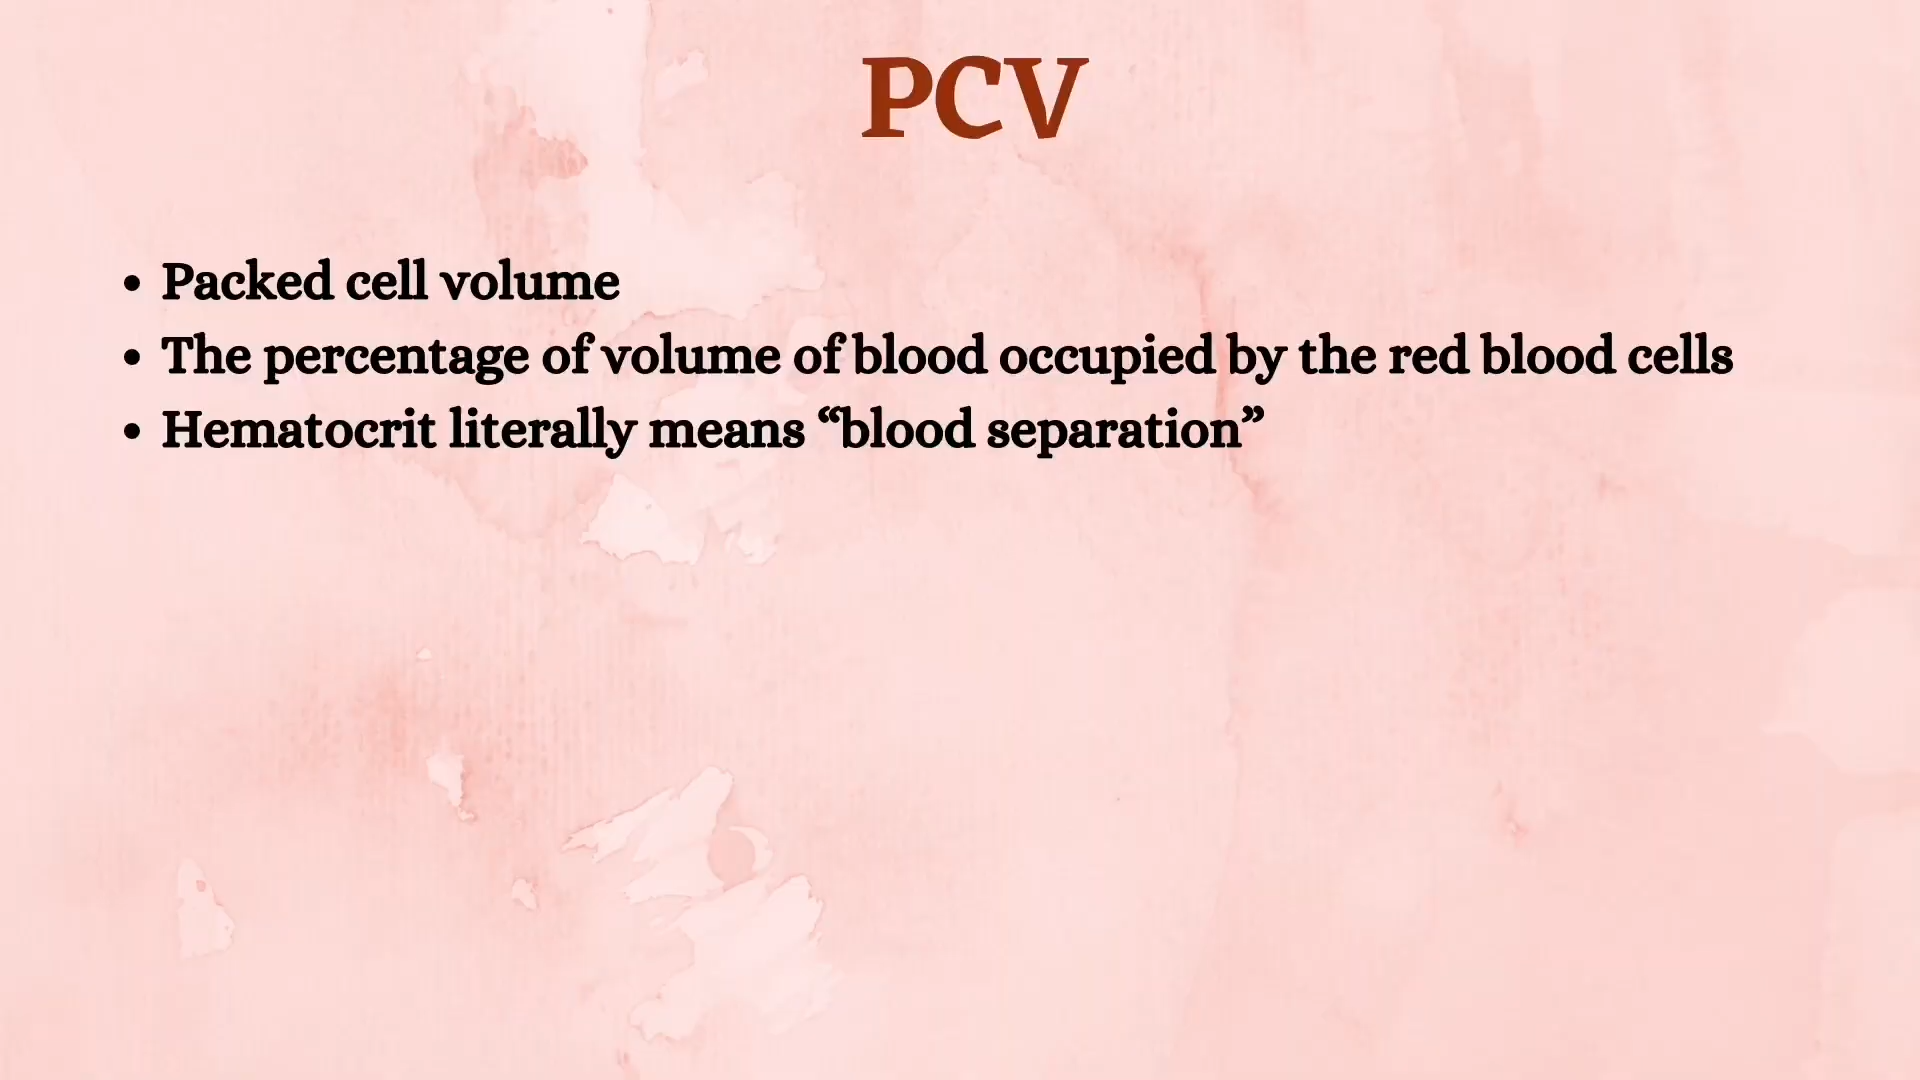 PCV
• Packed cell volume
• The percentage of volume of blood occupied by the red blood cells
• Hematocrit literally means “blood separation”